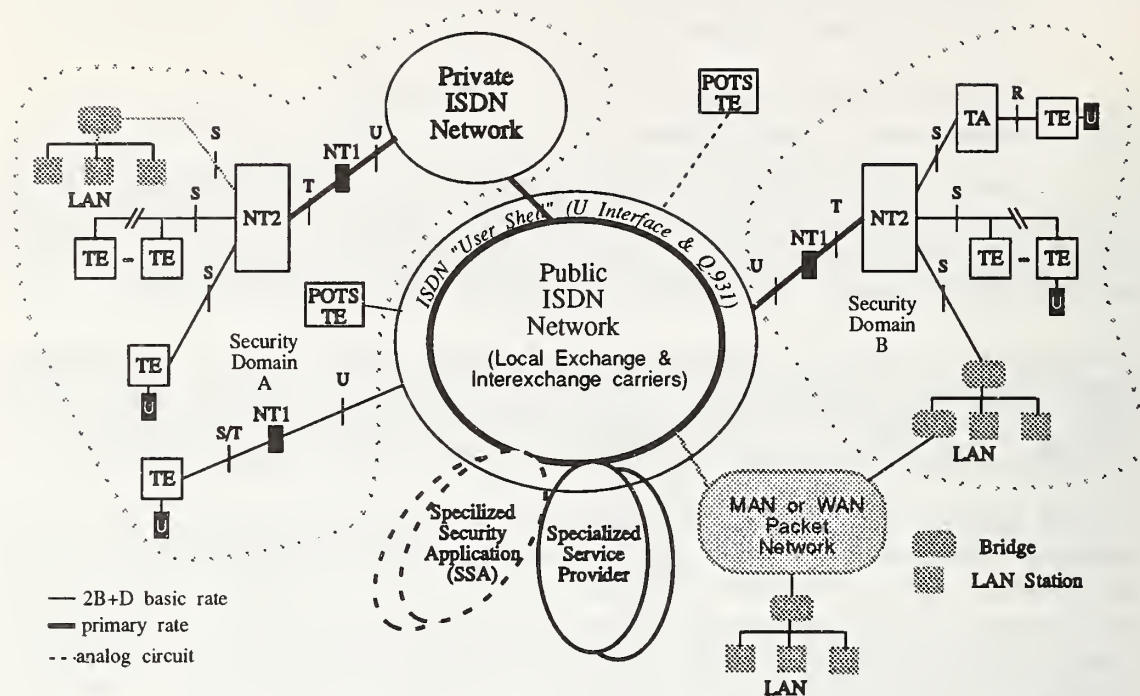 Private
ISDN
Network
POTS
TE
R
TA
TE
U
S
S
S
U
NT1
T
LAN
NT2
S
TE
TE
S
TE
U
Security
Domain
A
POTS
TE
ISDN "User Shell" (U Interface & Q.931)
Public
ISDN
Network
(Local Exchange &
Interexchange carriers)
U
NT1
T
NT2
S
TE
TE
U
S
Security
Domain
B
LAN
U
NT1
S/T
TE
U
Specilized
Security
Application
(SSA)
Specialized
Service
Provider
MAN or WAN
Packet
Network
Bridge
LAN Station
LAN
2B+D basic rate
primary rate
analog circuit